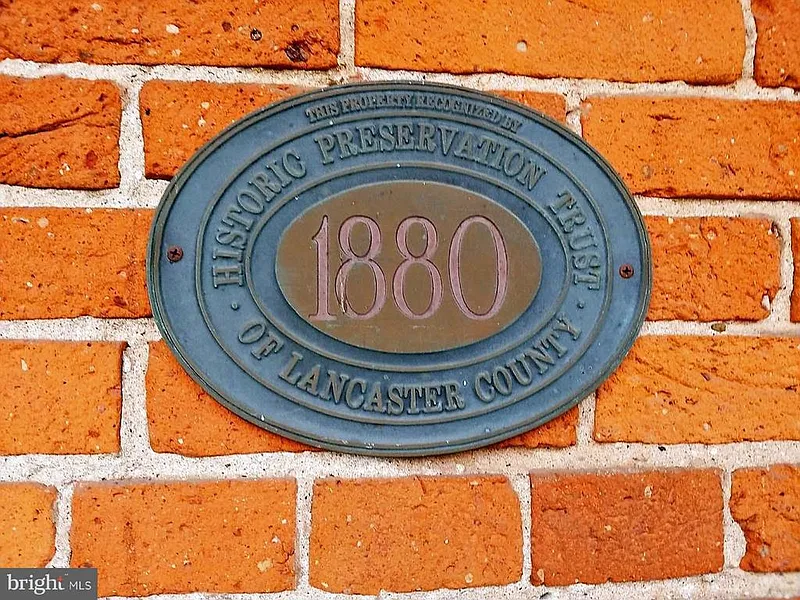 THIS PROPERTY RECOGNIZED BY
HISTORIC PRESERVATION TRUST
1880
· OF LANCASTER COUNTY ·
bright MLS